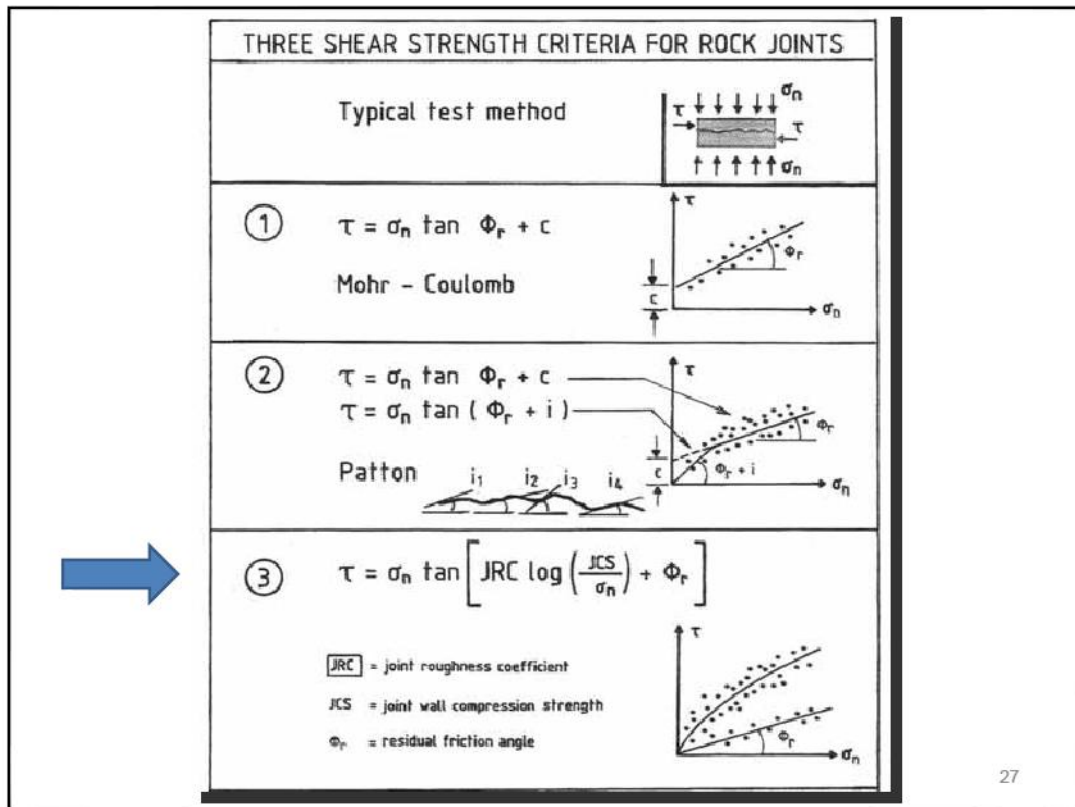 THREE SHEAR STRENGTH CRITERIA FOR ROCK JOINTS
Typical test method
σn
τ
τ
σn
① τ = σn tan Φr + c
Mohr - Coulomb
τ
Φr
c
σn
② τ = σn tan Φr + c
τ = σn tan ( Φr + i )
Patton
i1 i2 i3 i4
τ
Φr
c
Φr + i
σn
③ τ = σn tan [ JRC log ( JCS / σn ) + Φr ]
JRC = joint roughness coefficient
JCS = joint wall compression strength
Φr = residual friction angle
τ
Φr
σn
27